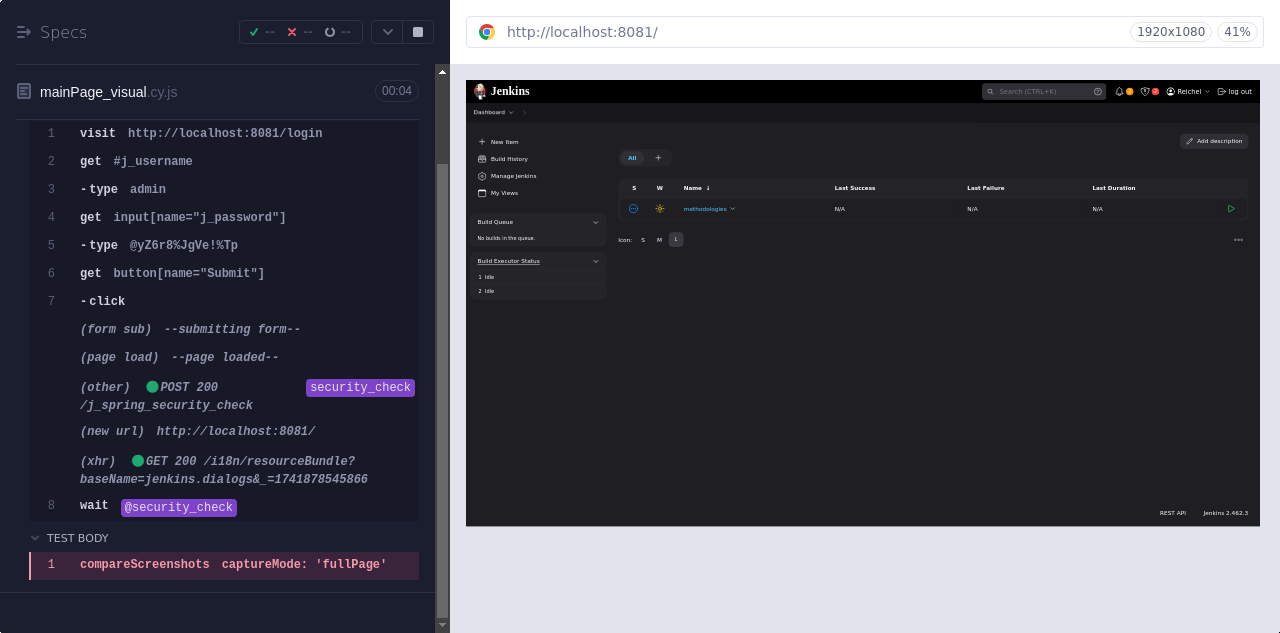 Specs
-- -- --
mainPage_visual.cy.js 00:04
1 visit http://localhost:8081/login
2 get #j_username
3 -type admin
4 get input[name="j_password"]
5 -type @yZ6r8%JgVe!%Tp
6 get button[name="Submit"]
7 -click
(form sub) --submitting form--
(page load) --page loaded--
(other) POST 200 security_check
/j_spring_security_check
(new url) http://localhost:8081/
(xhr) GET 200 /i18n/resourceBundle?
baseName=jenkins.dialogs&_=1741878545866
8 wait @security_check
TEST BODY
1 compareScreenshots captureMode: 'fullPage'
http://localhost:8081/ 1920x1080 41%
Jenkins Search (CTRL+K) Reichel log out
Dashboard
New Item
Build History
Manage Jenkins
My Views
Build Queue
No builds in the queue.
Build Executor Status
1 Idle
2 Idle
Add description
All +
S W Name ↓ Last Success Last Failure Last Duration
methodologies N/A N/A N/A
Icon: S M L
REST API Jenkins 2.462.3